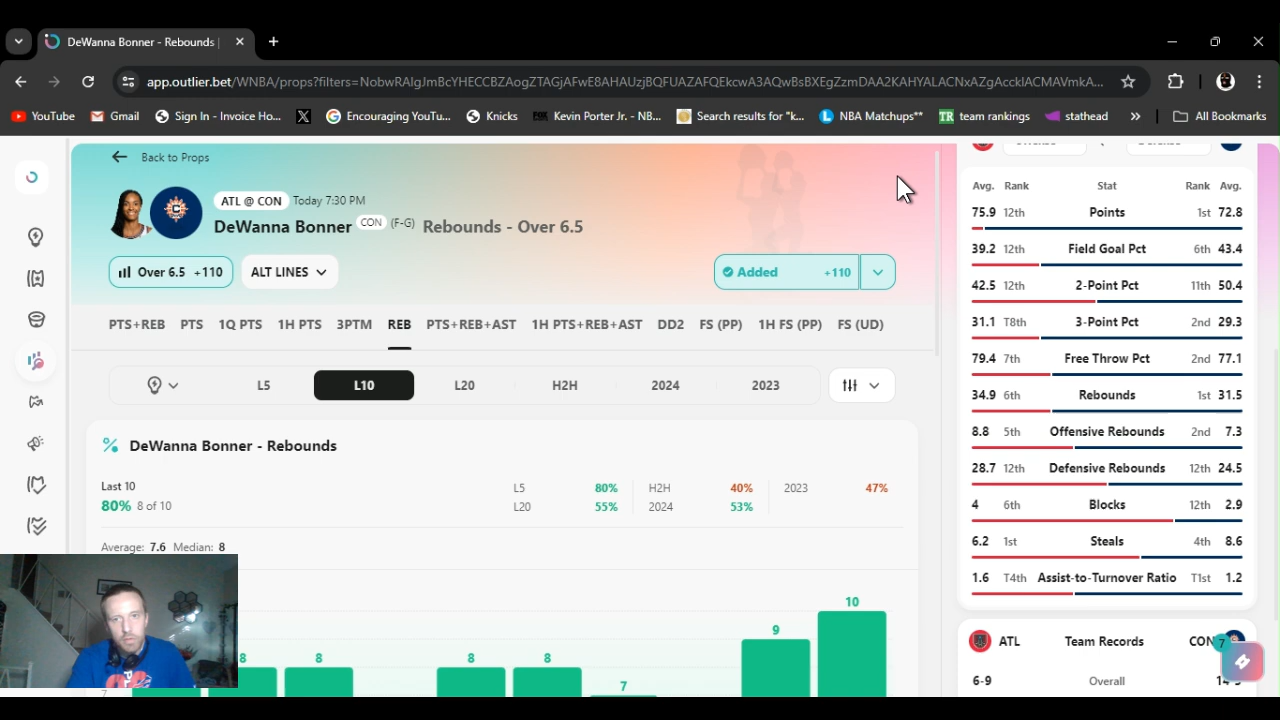 DeWanna Bonner - Rebounds |
app.outlier.bet/WNBA/props?filters=NobwRAlgJmBcYHECCBZAogZTAGjAFwE8AHAUzjBQFUAZAFQEkcwA3AQwBsBXEgZzmDAA2KAHYALACNxAZgAcckIACMAVmkA...
YouTube
Gmail
Sign In - Invoice Ho...
X
Encouraging YouTu...
Knicks
Kevin Porter Jr. - NB...
Search results for "k...
NBA Matchups**
TR team rankings
stathead
»
All Bookmarks
Back to Props
ATL @ CON Today 7:30 PM
DeWanna Bonner CON (F-G) Rebounds - Over 6.5
Over 6.5 +110
ALT LINES
Added +110
PTS+REB PTS 1Q PTS 1H PTS 3PTM REB PTS+REB+AST 1H PTS+REB+AST DD2 FS (PP) 1H FS (PP) FS (UD)
L5 L10 L20 H2H 2024 2023
DeWanna Bonner - Rebounds
Last 10
80% 8 of 10
L5 80% H2H 40% 2023 47%
L20 55% 2024 53%
Average: 7.6 Median: 8
10
9
8 8 8 8
7
7
Avg. Rank Stat Rank Avg.
75.9 12th Points 1st 72.8
39.2 12th Field Goal Pct 6th 43.4
42.5 12th 2-Point Pct 11th 50.4
31.1 T8th 3-Point Pct 2nd 29.3
79.4 7th Free Throw Pct 2nd 77.1
34.9 6th Rebounds 1st 31.5
8.8 5th Offensive Rebounds 2nd 7.3
28.7 12th Defensive Rebounds 12th 24.5
4 6th Blocks 12th 2.9
6.2 1st Steals 4th 8.6
1.6 T4th Assist-to-Turnover Ratio T1st 1.2
ATL Team Records CON
7
6-9 Overall